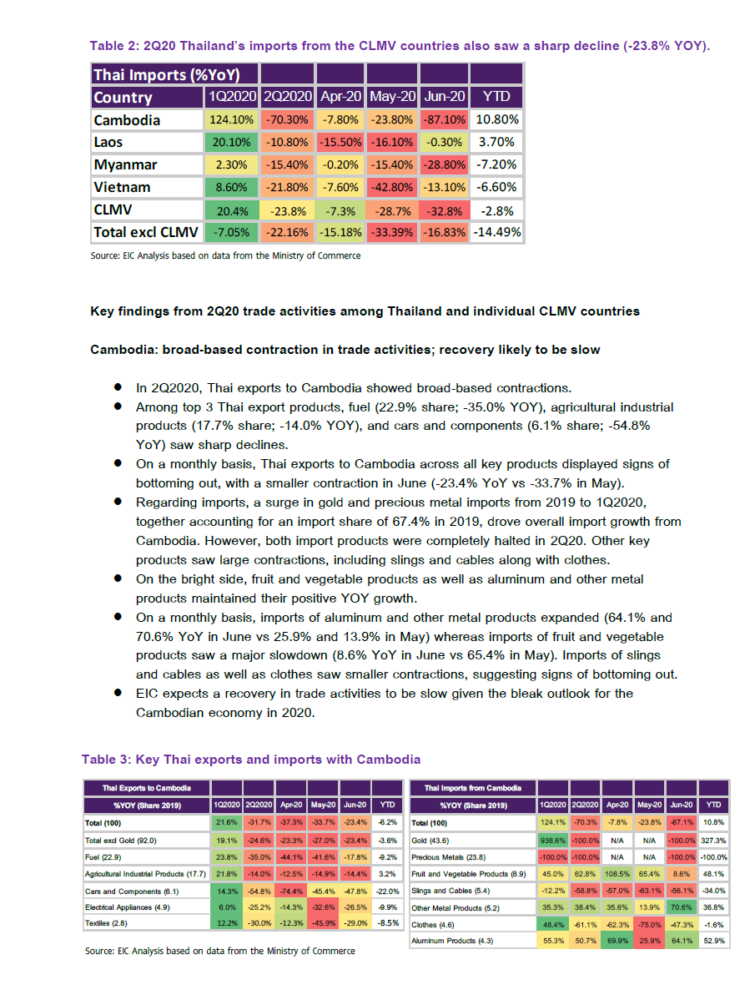 Table 2: 2Q20 Thailand's imports from the CLMV countries also saw a sharp decline (-23.8% YOY).
Thai Imports (%YoY)
Country 1Q2020 2Q2020 Apr-20 May-20 Jun-20 YTD
Cambodia 124.10% -70.30% -7.80% -23.80% -87.10% 10.80%
Laos 20.10% -10.80% -15.50% -16.10% -0.30% 3.70%
Myanmar 2.30% -15.40% -0.20% -15.40% -28.80% -7.20%
Vietnam 8.60% -21.80% -7.60% -42.80% -13.10% -6.60%
CLMV 20.4% -23.8% -7.3% -28.7% -32.8% -2.8%
Total excl CLMV -7.05% -22.16% -15.18% -33.39% -16.83% -14.49%
Source: EIC Analysis based on data from the Ministry of Commerce
Key findings from 2Q20 trade activities among Thailand and individual CLMV countries
Cambodia: broad-based contraction in trade activities; recovery likely to be slow
● In 2Q2020, Thai exports to Cambodia showed broad-based contractions.
● Among top 3 Thai export products, fuel (22.9% share; -35.0% YOY), agricultural industrial
products (17.7% share; -14.0% YOY), and cars and components (6.1% share; -54.8%
YoY) saw sharp declines.
● On a monthly basis, Thai exports to Cambodia across all key products displayed signs of
bottoming out, with a smaller contraction in June (-23.4% YoY vs -33.7% in May).
● Regarding imports, a surge in gold and precious metal imports from 2019 to 1Q2020,
together accounting for an import share of 67.4% in 2019, drove overall import growth from
Cambodia. However, both import products were completely halted in 2Q20. Other key
products saw large contractions, including slings and cables along with clothes.
● On the bright side, fruit and vegetable products as well as aluminum and other metal
products maintained their positive YOY growth.
● On a monthly basis, imports of aluminum and other metal products expanded (64.1% and
70.6% YoY in June vs 25.9% and 13.9% in May) whereas imports of fruit and vegetable
products saw a major slowdown (8.6% YoY in June vs 65.4% in May). Imports of slings
and cables as well as clothes saw smaller contractions, suggesting signs of bottoming out.
● EIC expects a recovery in trade activities to be slow given the bleak outlook for the
Cambodian economy in 2020.
Table 3: Key Thai exports and imports with Cambodia
Thai Exports to Cambodia
%YOY (Share 2019) 1Q2020 2Q2020 Apr-20 May-20 Jun-20 YTD
Total (100) 21.6% -31.7% -37.3% -33.7% -23.4% -6.2%
Total excl Gold (92.0) 19.1% -24.6% -23.3% -27.0% -23.4% -3.6%
Fuel (22.9) 23.8% -35.0% -44.1% -41.6% -17.8% -9.2%
Agricultural Industrial Products (17.7) 21.8% -14.0% -12.5% -14.9% -14.4% 3.2%
Cars and Components (6.1) 14.3% -54.8% -74.4% -45.4% -47.8% -22.0%
Electrical Appliances (4.9) 6.0% -25.2% -14.3% -32.6% -26.5% -9.9%
Textiles (2.8) 12.2% -30.0% -12.3% -45.9% -29.0% -8.5%
Source: EIC Analysis based on data from the Ministry of Commerce
Thai Imports from Cambodia
%YOY (Share 2019) 1Q2020 2Q2020 Apr-20 May-20 Jun-20 YTD
Total (100) 124.1% -70.3% -7.8% -23.8% -87.1% 10.8%
Gold (43.6) 938.6% -100.0% N/A N/A -100.0% 327.3%
Precious Metals (23.8) -100.0% -100.0% N/A N/A -100.0% -100.0%
Fruit and Vegetable Products (8.9) 45.0% 62.8% 108.5% 65.4% 8.6% 48.1%
Slings and Cables (5.4) -12.2% -58.8% -57.0% -63.1% -56.1% -34.0%
Other Metal Products (5.2) 35.3% 38.4% 35.6% 13.9% 70.6% 36.8%
Clothes (4.6) 48.4% -61.1% -62.3% -75.0% -47.3% -1.6%
Aluminum Products (4.3) 55.3% 50.7% 69.9% 25.9% 64.1% 52.9%